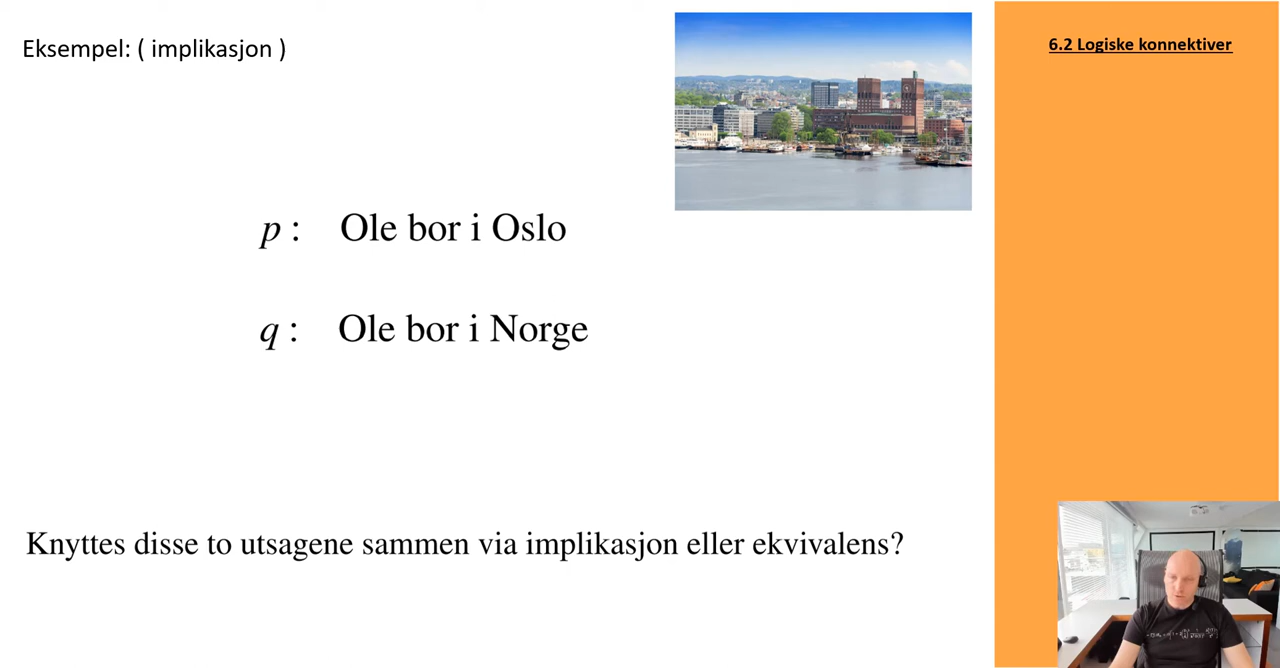 Eksempel: ( implikasjon )
6.2 Logiske konnektiver
p : Ole bor i Oslo
q : Ole bor i Norge
Knyttes disse to utsagene sammen via implikasjon eller ekvivalens?